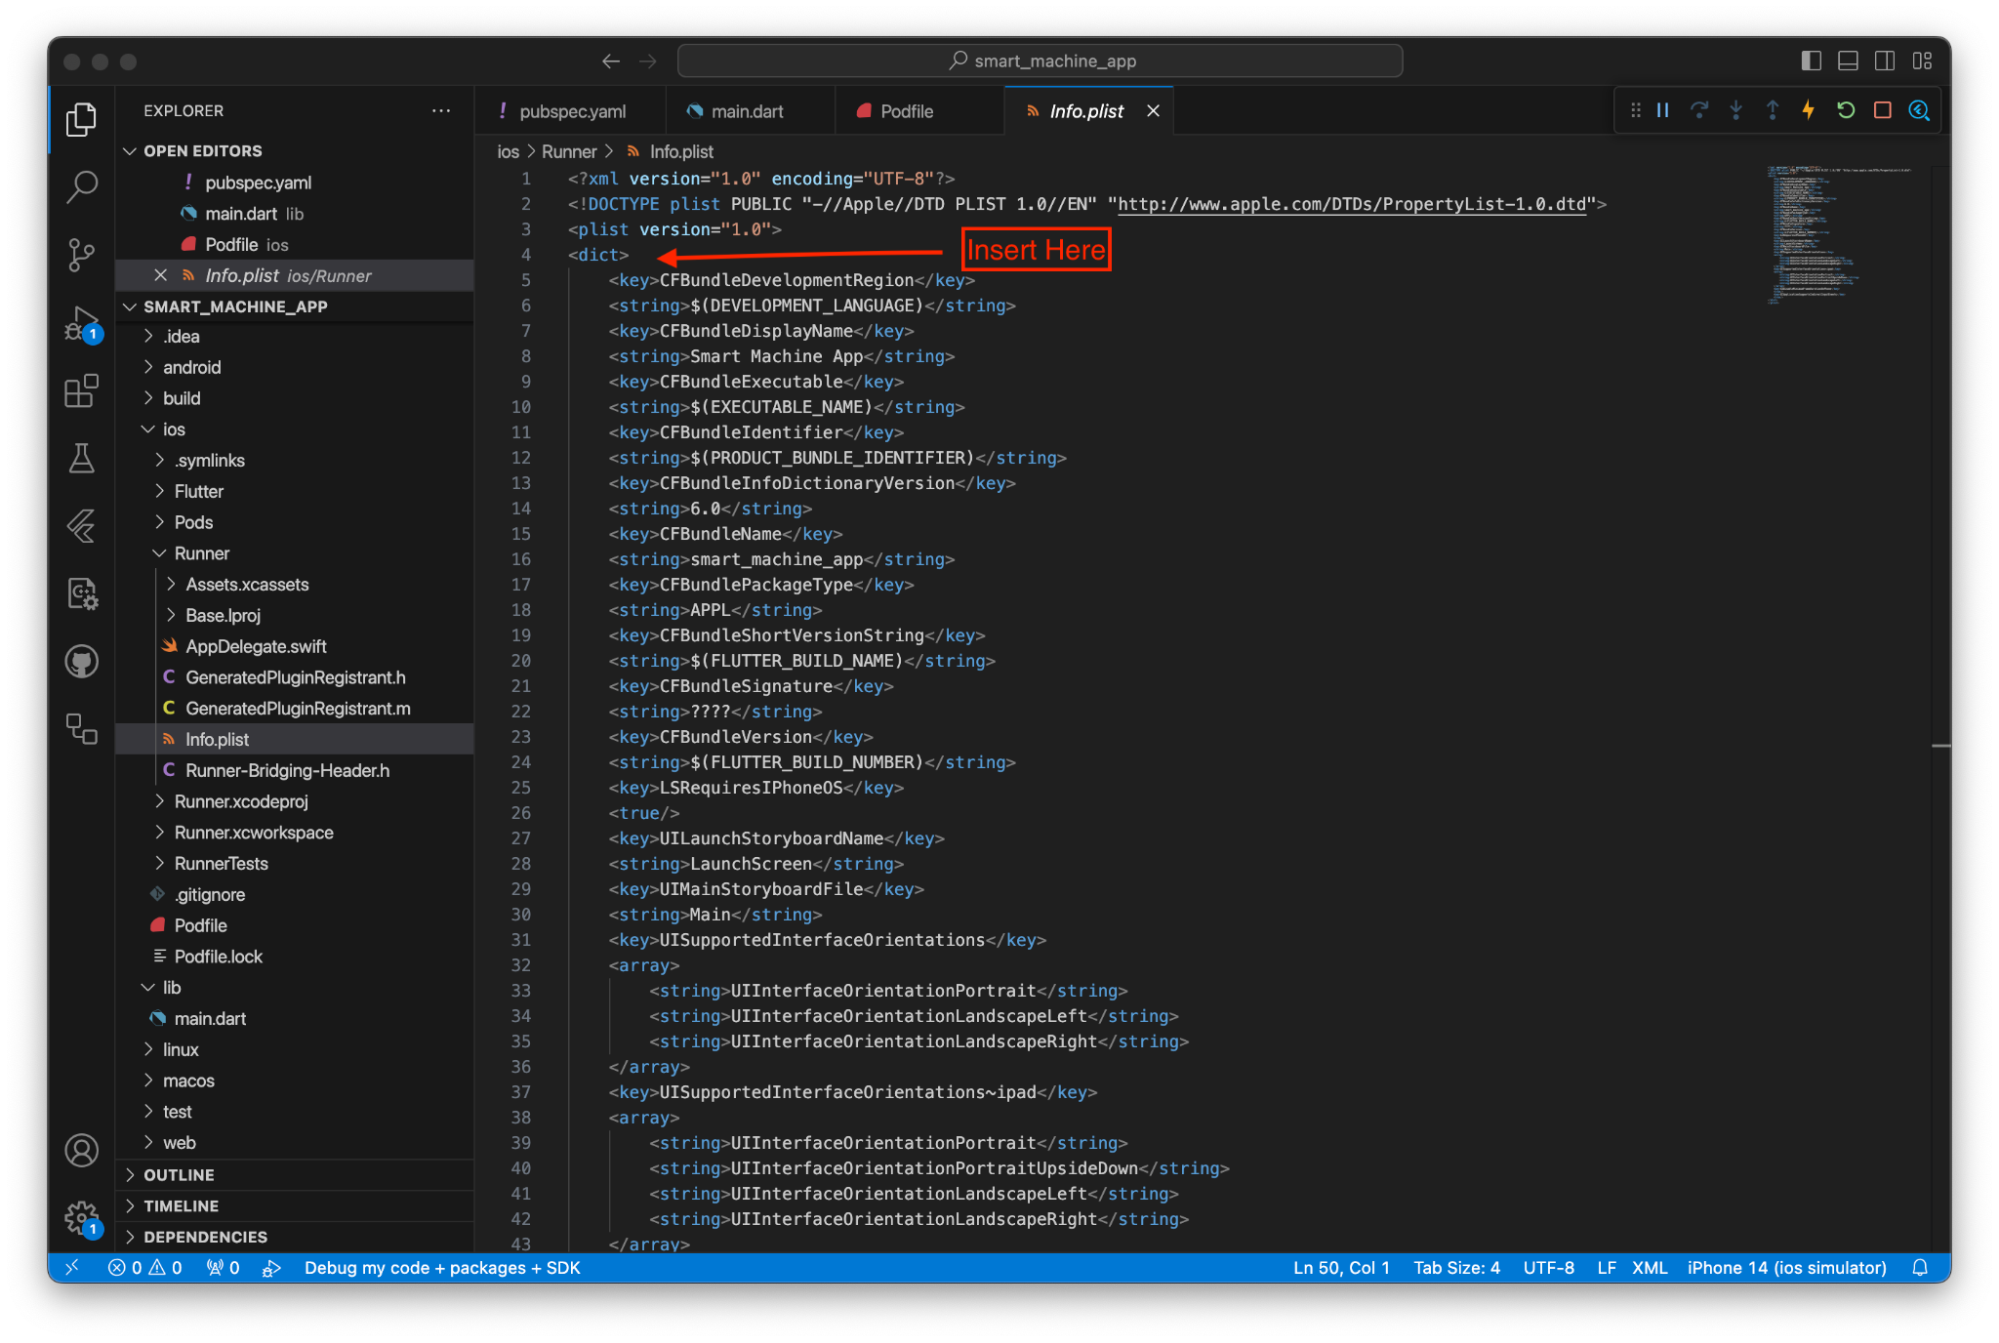 smart_machine_app
EXPLORER
OPEN EDITORS
! pubspec.yaml
main.dart lib
Podfile ios
Info.plist ios/Runner
SMART_MACHINE_APP
.idea
android
build
ios
.symlinks
Flutter
Pods
Runner
Assets.xcassets
Base.lproj
AppDelegate.swift
C GeneratedPluginRegistrant.h
C GeneratedPluginRegistrant.m
Info.plist
C Runner-Bridging-Header.h
Runner.xcodeproj
Runner.xcworkspace
RunnerTests
.gitignore
Podfile
Podfile.lock
lib
main.dart
linux
macos
test
web
OUTLINE
TIMELINE
DEPENDENCIES
1
1
! pubspec.yaml main.dart Podfile Info.plist
ios > Runner > Info.plist
1 <?xml version="1.0" encoding="UTF-8"?>
2 <!DOCTYPE plist PUBLIC "-//Apple//DTD PLIST 1.0//EN" "http://www.apple.com/DTDs/PropertyList-1.0.dtd">
3 <plist version="1.0">
4 <dict>
Insert Here
5 <key>CFBundleDevelopmentRegion</key>
6 <string>$(DEVELOPMENT_LANGUAGE)</string>
7 <key>CFBundleDisplayName</key>
8 <string>Smart Machine App</string>
9 <key>CFBundleExecutable</key>
10 <string>$(EXECUTABLE_NAME)</string>
11 <key>CFBundleIdentifier</key>
12 <string>$(PRODUCT_BUNDLE_IDENTIFIER)</string>
13 <key>CFBundleInfoDictionaryVersion</key>
14 <string>6.0</string>
15 <key>CFBundleName</key>
16 <string>smart_machine_app</string>
17 <key>CFBundlePackageType</key>
18 <string>APPL</string>
19 <key>CFBundleShortVersionString</key>
20 <string>$(FLUTTER_BUILD_NAME)</string>
21 <key>CFBundleSignature</key>
22 <string>????</string>
23 <key>CFBundleVersion</key>
24 <string>$(FLUTTER_BUILD_NUMBER)</string>
25 <key>LSRequiresIPhoneOS</key>
26 <true/>
27 <key>UILaunchStoryboardName</key>
28 <string>LaunchScreen</string>
29 <key>UIMainStoryboardFile</key>
30 <string>Main</string>
31 <key>UISupportedInterfaceOrientations</key>
32 <array>
33 <string>UIInterfaceOrientationPortrait</string>
34 <string>UIInterfaceOrientationLandscapeLeft</string>
35 <string>UIInterfaceOrientationLandscapeRight</string>
36 </array>
37 <key>UISupportedInterfaceOrientations~ipad</key>
38 <array>
39 <string>UIInterfaceOrientationPortrait</string>
40 <string>UIInterfaceOrientationPortraitUpsideDown</string>
41 <string>UIInterfaceOrientationLandscapeLeft</string>
42 <string>UIInterfaceOrientationLandscapeRight</string>
43 </array>
0 0 0 Debug my code + packages + SDK Ln 50, Col 1 Tab Size: 4 UTF-8 LF XML iPhone 14 (ios simulator)